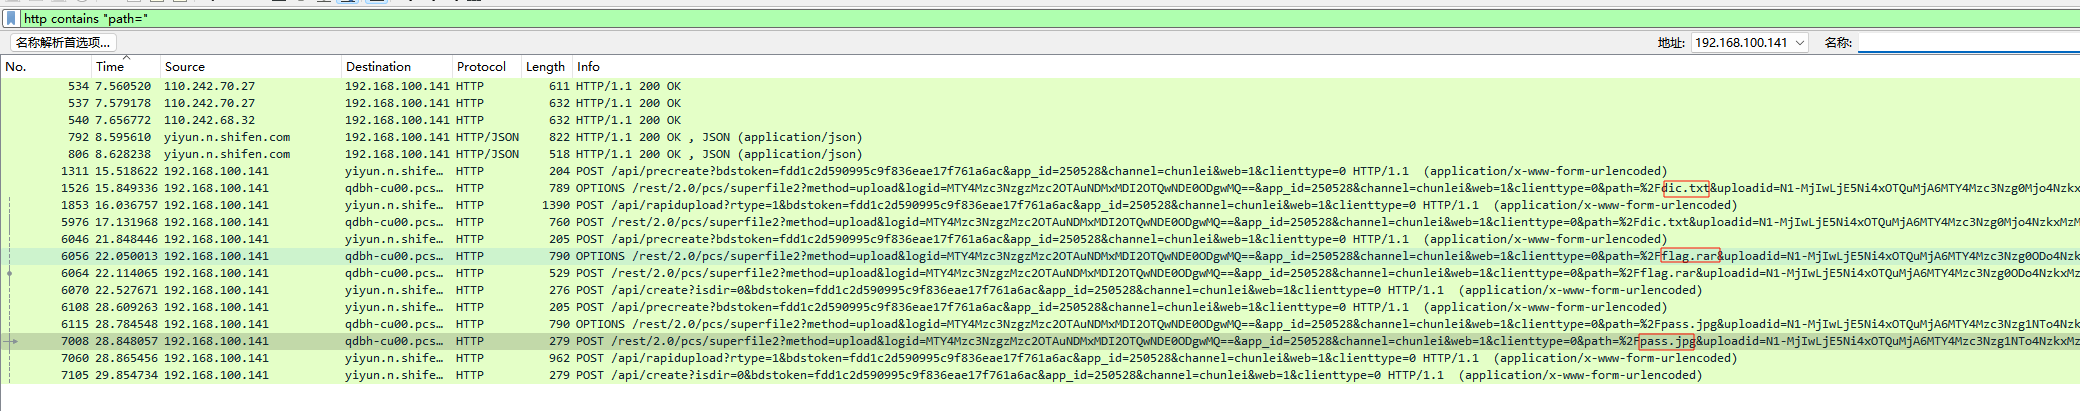 http contains "path="
名称解析首选项... 地址: 192.168.100.141 名称:
No. Time Source Destination Protocol Length Info
534 7.560520 110.242.70.27 192.168.100.141 HTTP 611 HTTP/1.1 200 OK
537 7.579178 110.242.70.27 192.168.100.141 HTTP 632 HTTP/1.1 200 OK
540 7.656772 110.242.68.32 192.168.100.141 HTTP 632 HTTP/1.1 200 OK
792 8.595610 yiyun.n.shifen.com 192.168.100.141 HTTP/JSON 822 HTTP/1.1 200 OK , JSON (application/json)
806 8.628238 yiyun.n.shifen.com 192.168.100.141 HTTP/JSON 518 HTTP/1.1 200 OK , JSON (application/json)
1311 15.518622 192.168.100.141 yiyun.n.shife… HTTP 204 POST /api/precreate?bdstoken=fdd1c2d590995c9f836eae17f761a6ac&app_id=250528&channel=chunlei&web=1&clienttype=0 HTTP/1.1 (application/x-www-form-urlencoded)
1526 15.849336 192.168.100.141 qdbh-cu00.pcs… HTTP 789 OPTIONS /rest/2.0/pcs/superfile2?method=upload&logid=MTY4Mzc3NzgzMzc2OTAuNDMxMDI2OTQwNDE0ODgwMQ==&app_id=250528&channel=chunlei&web=1&clienttype=0&path=%2Fdic.txt&uploadid=N1-MjIwLjE5Ni4xOTQuMjA6MTY4Mzc3Nzg0Mjo4Nzkx
1853 16.036757 192.168.100.141 yiyun.n.shife… HTTP 1390 POST /api/rapidupload?rtype=1&bdstoken=fdd1c2d590995c9f836eae17f761a6ac&app_id=250528&channel=chunlei&web=1&clienttype=0 HTTP/1.1 (application/x-www-form-urlencoded)
5976 17.131968 192.168.100.141 qdbh-cu00.pcs… HTTP 760 POST /rest/2.0/pcs/superfile2?method=upload&logid=MTY4Mzc3NzgzMzc2OTAuNDMxMDI2OTQwNDE0ODgwMQ==&app_id=250528&channel=chunlei&web=1&clienttype=0&path=%2Fdic.txt&uploadid=N1-MjIwLjE5Ni4xOTQuMjA6MTY4Mzc3Nzg0Mjo4NzkxMzM
6046 21.848446 192.168.100.141 yiyun.n.shife… HTTP 205 POST /api/precreate?bdstoken=fdd1c2d590995c9f836eae17f761a6ac&app_id=250528&channel=chunlei&web=1&clienttype=0 HTTP/1.1 (application/x-www-form-urlencoded)
6056 22.050013 192.168.100.141 qdbh-cu00.pcs… HTTP 790 OPTIONS /rest/2.0/pcs/superfile2?method=upload&logid=MTY4Mzc3NzgzMzc2OTAuNDMxMDI2OTQwNDE0ODgwMQ==&app_id=250528&channel=chunlei&web=1&clienttype=0&path=%2Fflag.rar&uploadid=N1-MjIwLjE5Ni4xOTQuMjA6MTY4Mzc3Nzg0ODo4Nzk
6064 22.114065 192.168.100.141 qdbh-cu00.pcs… HTTP 529 POST /rest/2.0/pcs/superfile2?method=upload&logid=MTY4Mzc3NzgzMzc2OTAuNDMxMDI2OTQwNDE0ODgwMQ==&app_id=250528&channel=chunlei&web=1&clienttype=0&path=%2Fflag.rar&uploadid=N1-MjIwLjE5Ni4xOTQuMjA6MTY4Mzc3Nzg0ODo4NzkxMz
6070 22.527671 192.168.100.141 yiyun.n.shife… HTTP 276 POST /api/create?isdir=0&bdstoken=fdd1c2d590995c9f836eae17f761a6ac&app_id=250528&channel=chunlei&web=1&clienttype=0 HTTP/1.1 (application/x-www-form-urlencoded)
6108 28.609263 192.168.100.141 yiyun.n.shife… HTTP 205 POST /api/precreate?bdstoken=fdd1c2d590995c9f836eae17f761a6ac&app_id=250528&channel=chunlei&web=1&clienttype=0 HTTP/1.1 (application/x-www-form-urlencoded)
6115 28.784548 192.168.100.141 qdbh-cu00.pcs… HTTP 790 OPTIONS /rest/2.0/pcs/superfile2?method=upload&logid=MTY4Mzc3NzgzMzc2OTAuNDMxMDI2OTQwNDE0ODgwMQ==&app_id=250528&channel=chunlei&web=1&clienttype=0&path=%2Fpass.jpg&uploadid=N1-MjIwLjE5Ni4xOTQuMjA6MTY4Mzc3Nzg1NTo4Nzk
7008 28.848057 192.168.100.141 qdbh-cu00.pcs… HTTP 279 POST /rest/2.0/pcs/superfile2?method=upload&logid=MTY4Mzc3NzgzMzc2OTAuNDMxMDI2OTQwNDE0ODgwMQ==&app_id=250528&channel=chunlei&web=1&clienttype=0&path=%2Fpass.jpg&uploadid=N1-MjIwLjE5Ni4xOTQuMjA6MTY4Mzc3Nzg1NTo4NzkxMz
7060 28.865456 192.168.100.141 yiyun.n.shife… HTTP 962 POST /api/rapidupload?rtype=1&bdstoken=fdd1c2d590995c9f836eae17f761a6ac&app_id=250528&channel=chunlei&web=1&clienttype=0 HTTP/1.1 (application/x-www-form-urlencoded)
7105 29.854734 192.168.100.141 yiyun.n.shife… HTTP 279 POST /api/create?isdir=0&bdstoken=fdd1c2d590995c9f836eae17f761a6ac&app_id=250528&channel=chunlei&web=1&clienttype=0 HTTP/1.1 (application/x-www-form-urlencoded)